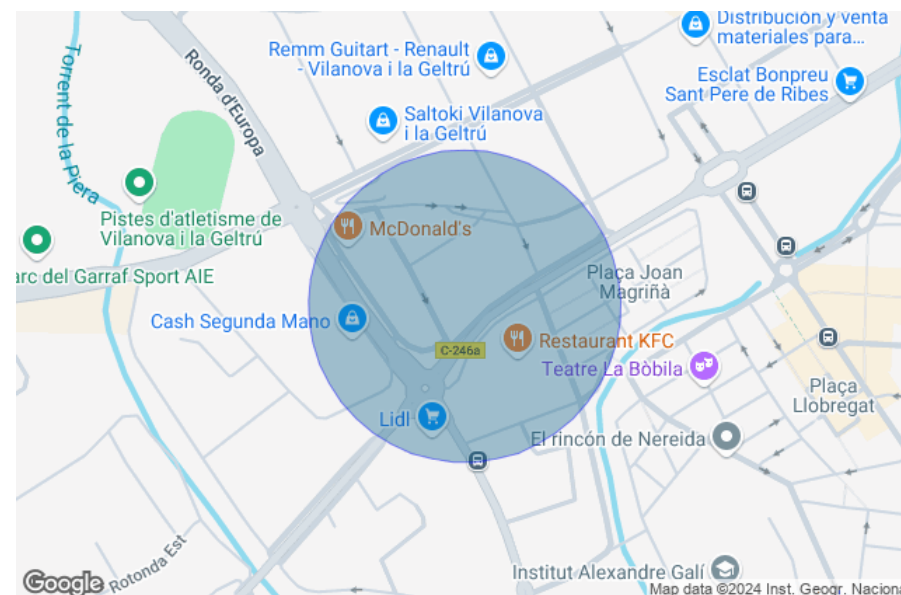 Distribución y venta
materiales para...
Remm Guitart - Renault
- Vilanova i la Geltrú
Esclat Bonpreu
Sant Pere de Ribes
Torrent de la Piera
Ronda d'Europa
Saltoki Vilanova
i la Geltrú
Pistes d'atletisme de
Vilanova i la Geltrú
McDonald's
arc del Garraf Sport AIE
Plaça Joan
Magriñà
Cash Segunda Mano
Restaurant KFC
C-246a
Teatre La Bòbila
Plaça
Llobregat
Lidl
El rincón de Nereida
Rotonda Est
Institut Alexandre Galí
Google
Map data ©2024 Inst. Geogr. Naciona